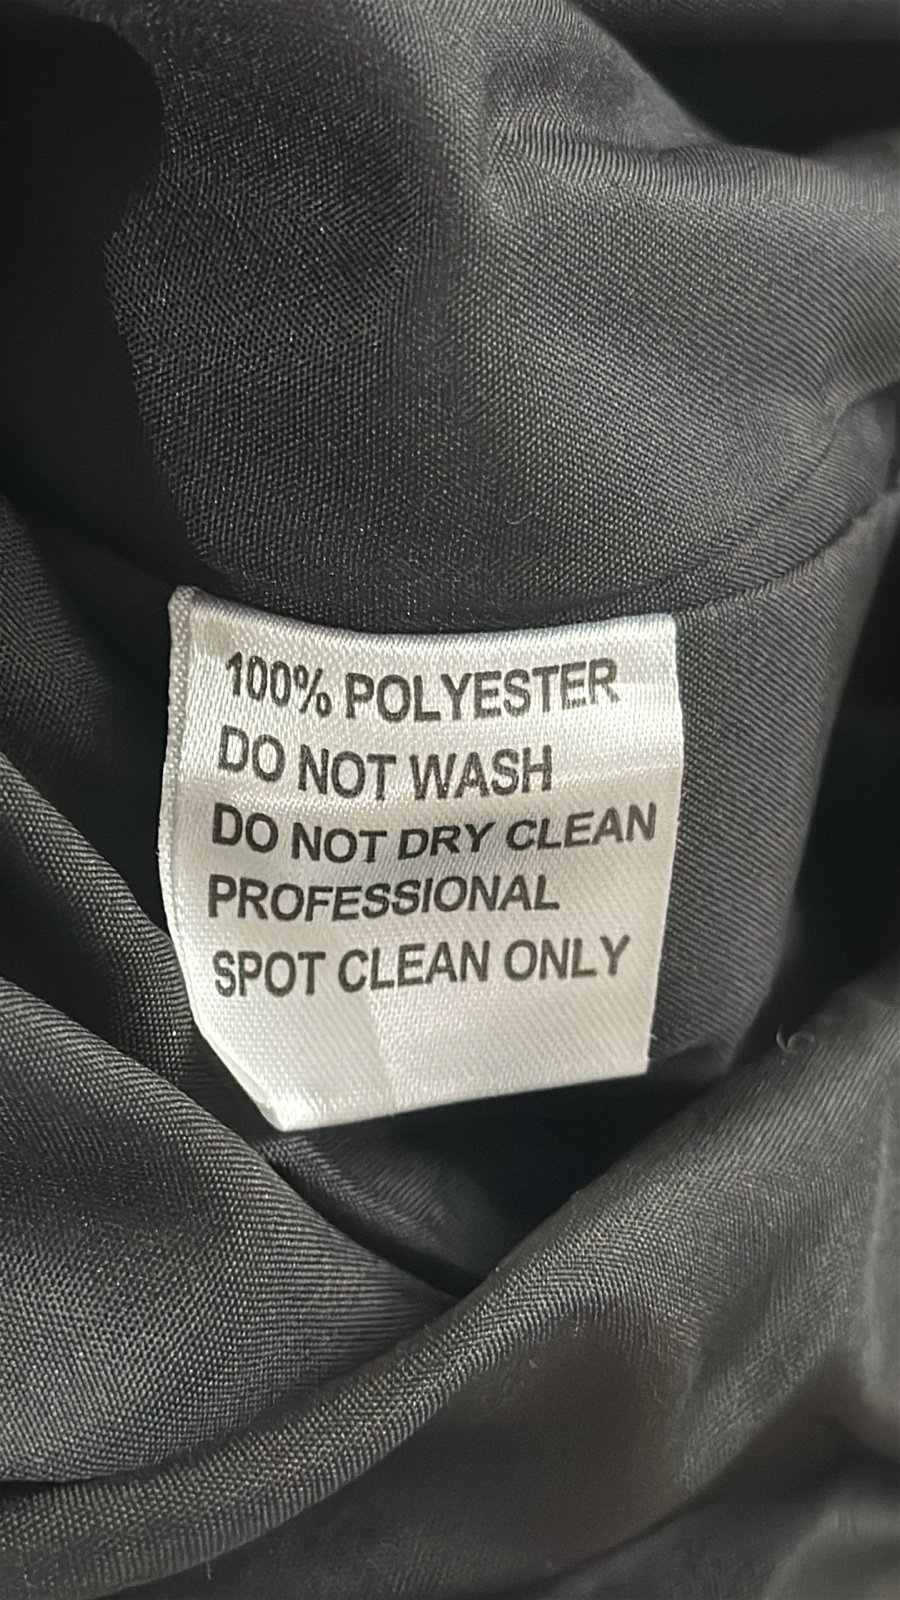 100% POLYESTER
DO NOT WASH
DO NOT DRY CLEAN
PROFESSIONAL
SPOT CLEAN ONLY